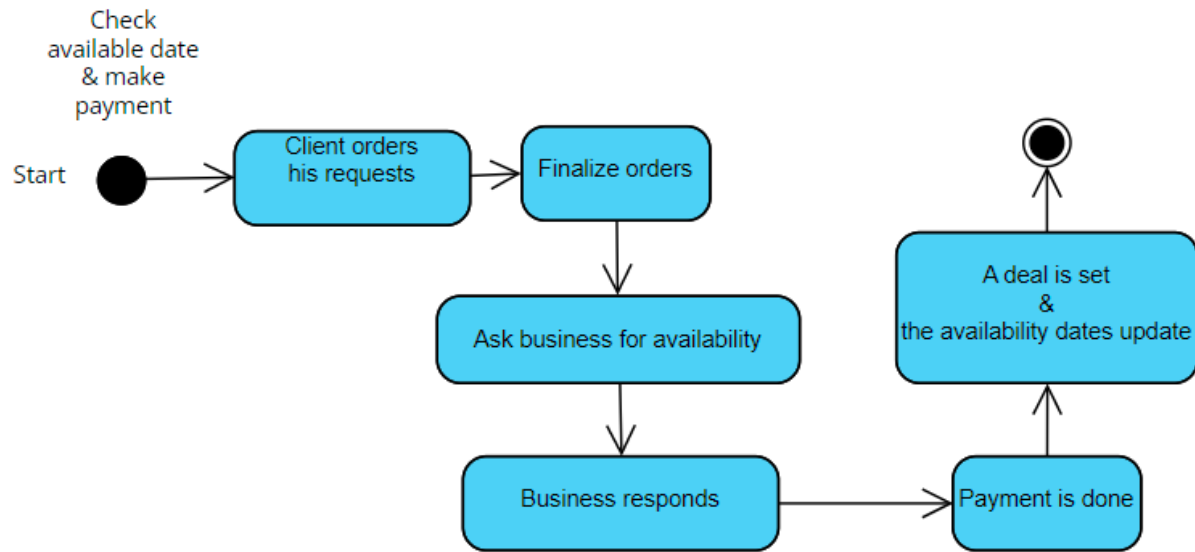 Check
available date
& make
payment
Start
Client orders
his requests
Finalize orders
Ask business for availability
Business responds
Payment is done
A deal is set
&
the availability dates update